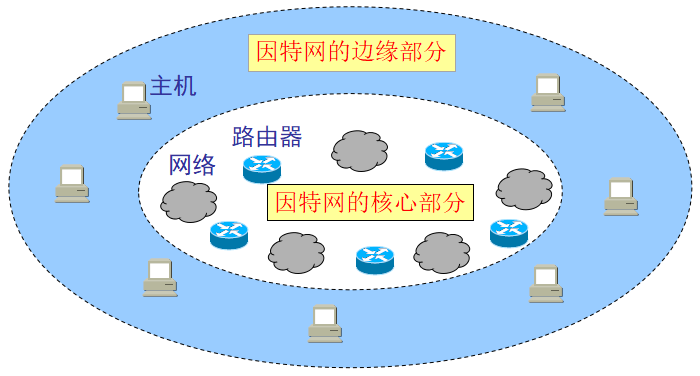 因特网的边缘部分
主机
路由器
网络
因特网的核心部分